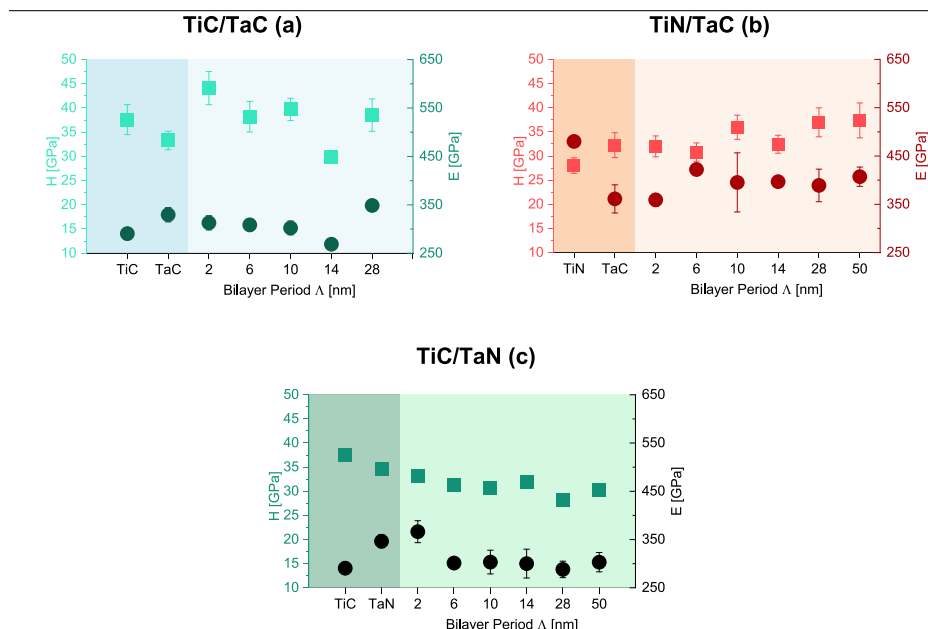 TiC/TaC (a)
50
45
40
35
30
25
20
15
10
H [GPa]
650
550
450
350
250
E [GPa]
TiC TaC 2 6 10 14 28
Bilayer Period Λ [nm]
TiN/TaC (b)
50
45
40
35
30
25
20
15
10
H [GPa]
650
550
450
350
250
E [GPa]
TiN TaC 2 6 10 14 28 50
Bilayer Period Λ [nm]
TiC/TaN (c)
50
45
40
35
30
25
20
15
10
H [GPa]
650
550
450
350
250
E [GPa]
TiC TaN 2 6 10 14 28 50
Bilayer Period Λ [nm]